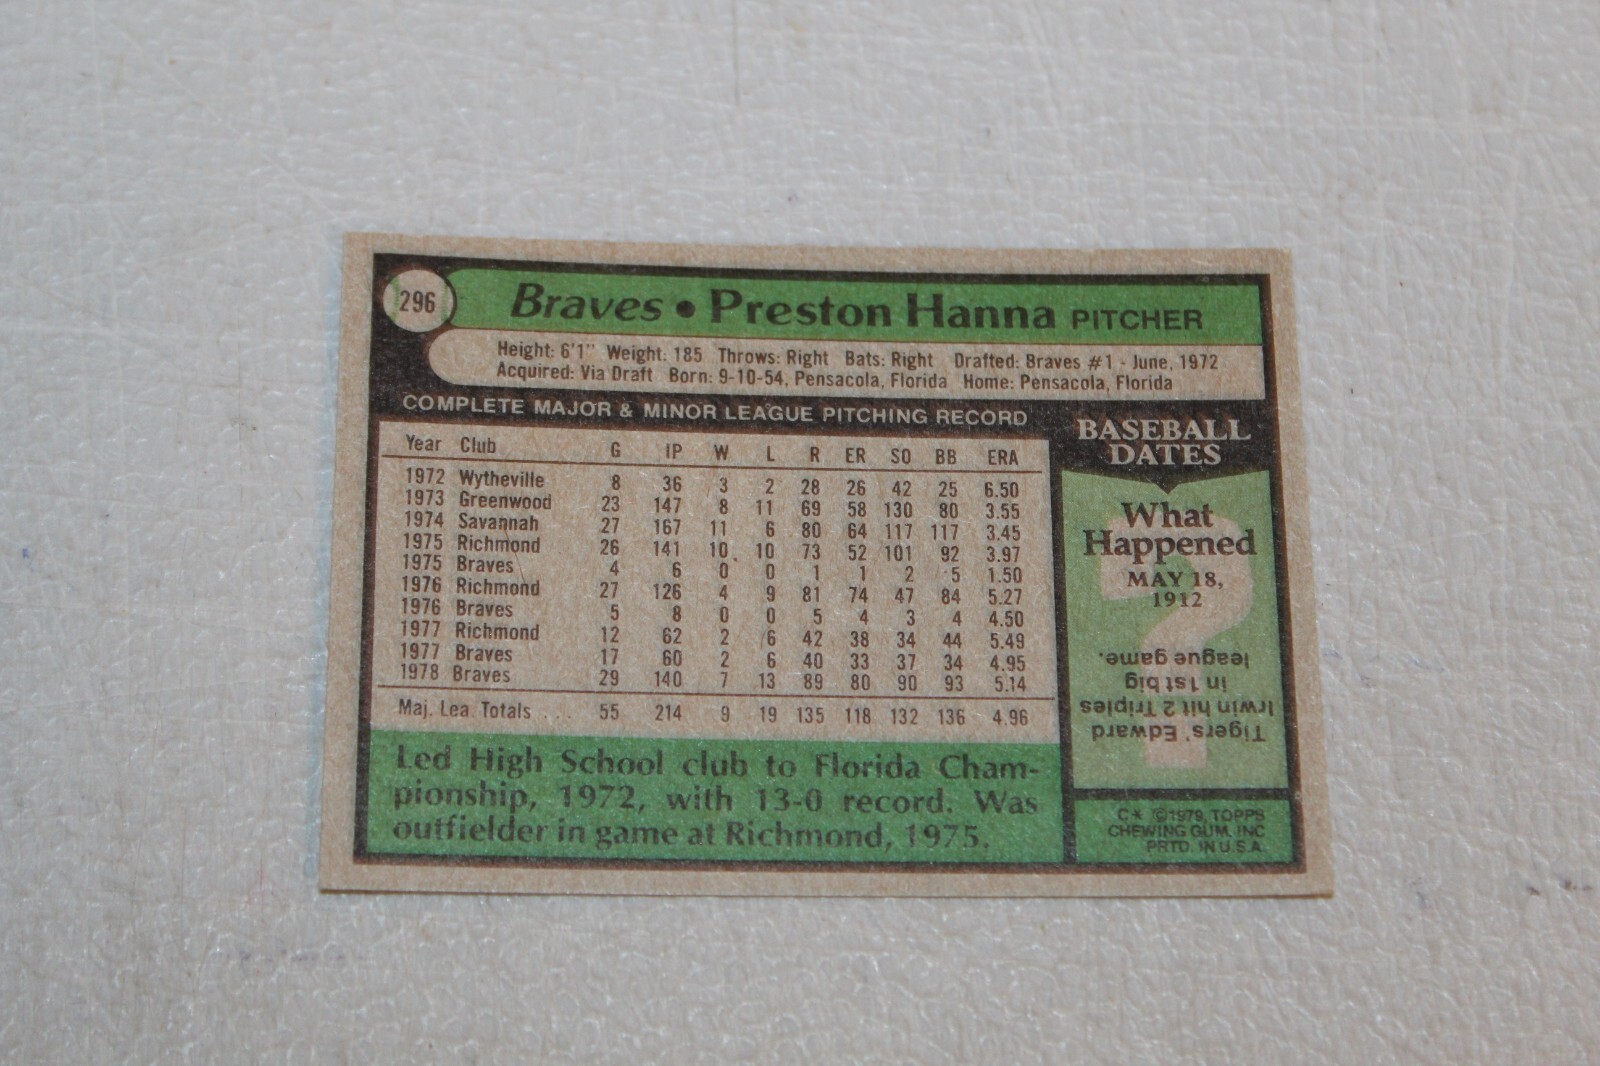 296
Braves • Preston Hanna PITCHER
Height: 6'1" Weight: 185 Throws: Right Bats: Right Drafted: Braves #1 - June, 1972
Acquired: Via Draft Born: 9-10-54, Pensacola, Florida Home: Pensacola, Florida
COMPLETE MAJOR & MINOR LEAGUE PITCHING RECORD
Year Club G IP W L R ER SO BB ERA
1972 Wytheville 8 36 3 2 28 26 42 25 6.50
1973 Greenwood 23 147 8 11 69 58 130 80 3.55
1974 Savannah 27 167 11 6 80 64 117 117 3.45
1975 Richmond 26 141 10 10 73 52 101 92 3.97
1975 Braves 4 6 0 0 1 1 2 5 1.50
1976 Richmond 27 126 4 9 81 74 47 84 5.27
1976 Braves 5 8 0 0 5 4 3 4 4.50
1977 Richmond 12 62 2 6 42 38 34 44 5.49
1977 Braves 17 60 2 6 40 33 37 34 4.95
1978 Braves 29 140 7 13 89 80 90 93 5.14
Maj. Lea. Totals ... 55 214 9 19 135 118 132 136 4.96
Led High School club to Florida Cham-
pionship, 1972, with 13-0 record. Was
outfielder in game at Richmond, 1975.
BASEBALL
DATES
What
Happened
MAY 18,
1912
?
Tigers' Edward
Irwin hit 2 Triples
in 1st big
league game.
C* ©1979, TOPPS
CHEWING GUM, INC
PRTD. IN U.S.A.